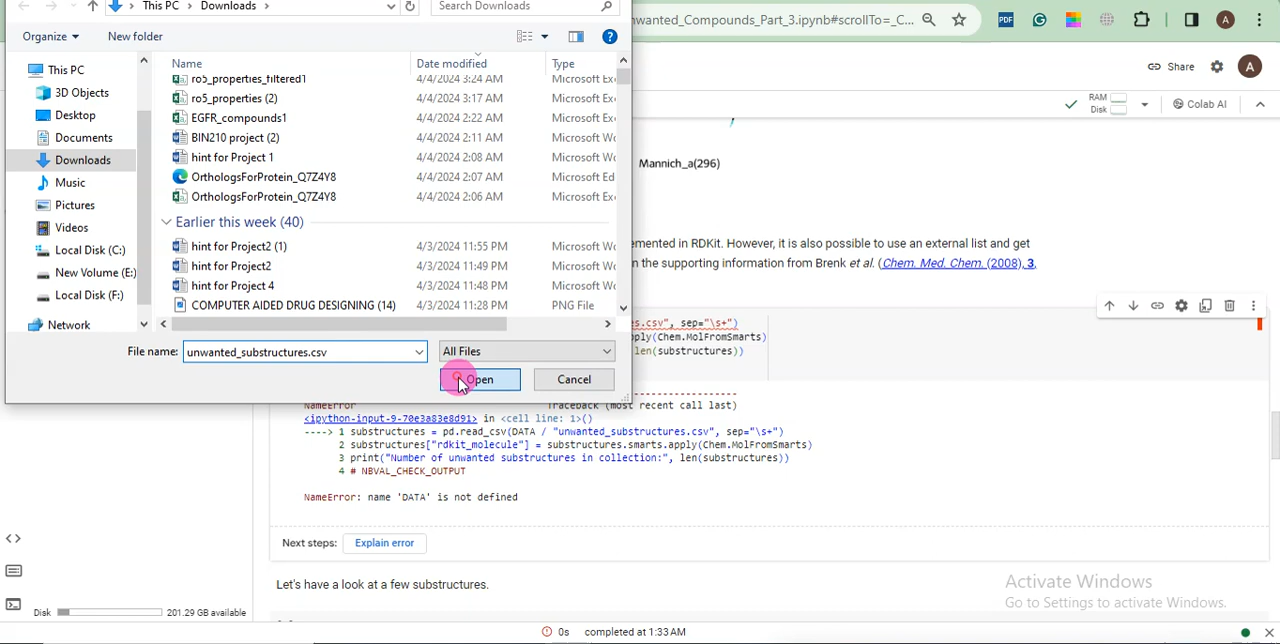 This PC > Downloads >
Search Downloads
wanted_Compounds_Part_3.ipynb#scrollTo=_C...
PDF
A
Organize
New folder
Share
A
This PC
3D Objects
Desktop
Documents
Downloads
Music
Pictures
Videos
Local Disk (C:)
New Volume (E:)
Local Disk (F:)
Network
Name
Date modified
Type
ro5_properties_filtered1 4/4/2024 3:24 AM Microsoft Ex
ro5_properties (2) 4/4/2024 3:17 AM Microsoft Ex
EGFR_compounds1 4/4/2024 2:22 AM Microsoft Ex
BIN210 project (2) 4/4/2024 2:11 AM Microsoft Wo
hint for Project 1 4/4/2024 2:08 AM Microsoft Wo
OrthologsForProtein_Q7Z4Y8 4/4/2024 2:07 AM Microsoft Ed
OrthologsForProtein_Q7Z4Y8 4/4/2024 2:06 AM Microsoft Ex
Earlier this week (40)
hint for Project2 (1) 4/3/2024 11:55 PM Microsoft Wo
hint for Project2 4/3/2024 11:49 PM Microsoft Wo
hint for Project 4 4/3/2024 11:48 PM Microsoft Wo
COMPUTER AIDED DRUG DESIGNING (14) 4/3/2024 11:28 PM PNG File
File name: unwanted_substructures.csv
All Files
Open
Cancel
RAM
Disk
Colab AI
Mannich_a(296)
emented in RDKit. However, it is also possible to use an external list and get
n the supporting information from Brenk et al. (Chem. Med. Chem. (2008), 3,
es.csv", sep="\s+")
ply(Chem.MolFromSmarts)
len(substructures))
NameError Traceback (most recent call last)
<ipython-input-9-70e3a83e8d91> in <cell line: 1>()
----> 1 substructures = pd.read_csv(DATA / "unwanted_substructures.csv", sep="\s+")
2 substructures["rdkit_molecule"] = substructures.smarts.apply(Chem.MolFromSmarts)
3 print("Number of unwanted substructures in collection:", len(substructures))
4 # NBVAL_CHECK_OUTPUT
NameError: name 'DATA' is not defined
Next steps: Explain error
Let's have a look at a few substructures.
Disk 201.29 GB available
Activate Windows
Go to Settings to activate Windows.
0s completed at 1:33 AM